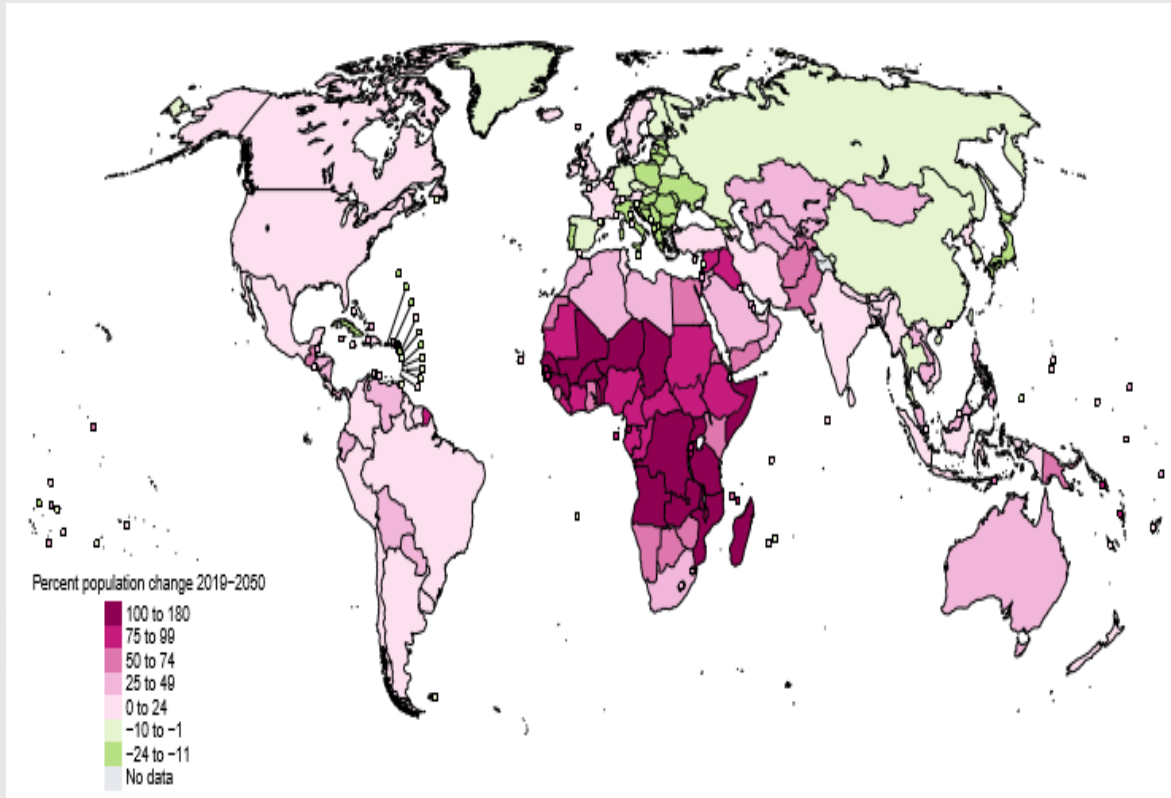 Percent population change 2019–2050
100 to 180
75 to 99
50 to 74
25 to 49
0 to 24
−10 to −1
−24 to −11
No data